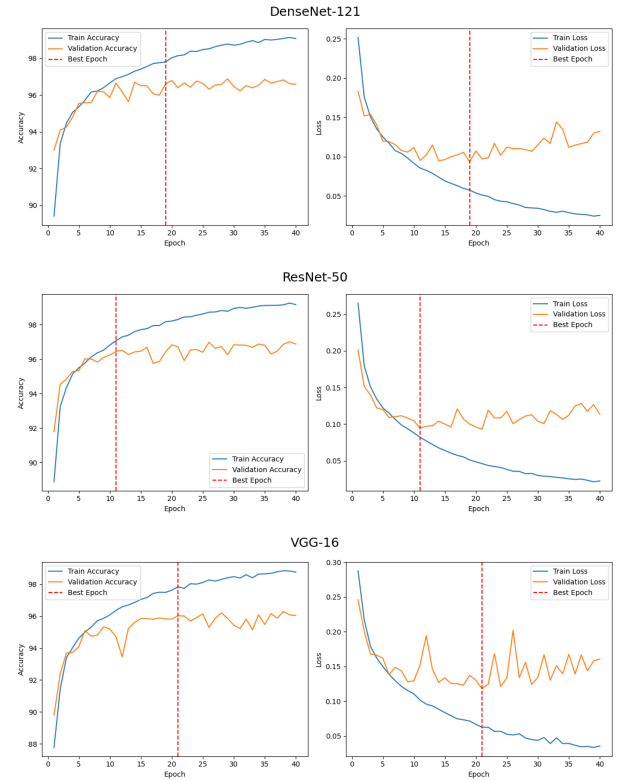 DenseNet-121
Train Accuracy
Validation Accuracy
Best Epoch
Accuracy
98
96
94
92
90
0 5 10 15 20 25 30 35 40
Epoch
Train Loss
Validation Loss
Best Epoch
Loss
0.25
0.20
0.15
0.10
0.05
0 5 10 15 20 25 30 35 40
Epoch
ResNet-50
Accuracy
98
96
94
92
90
Train Accuracy
Validation Accuracy
Best Epoch
0 5 10 15 20 25 30 35 40
Epoch
Train Loss
Validation Loss
Best Epoch
Loss
0.25
0.20
0.15
0.10
0.05
0 5 10 15 20 25 30 35 40
Epoch
VGG-16
Train Accuracy
Validation Accuracy
Best Epoch
Accuracy
98
96
94
92
90
88
0 5 10 15 20 25 30 35 40
Epoch
Train Loss
Validation Loss
Best Epoch
Loss
0.30
0.25
0.20
0.15
0.10
0.05
0 5 10 15 20 25 30 35 40
Epoch